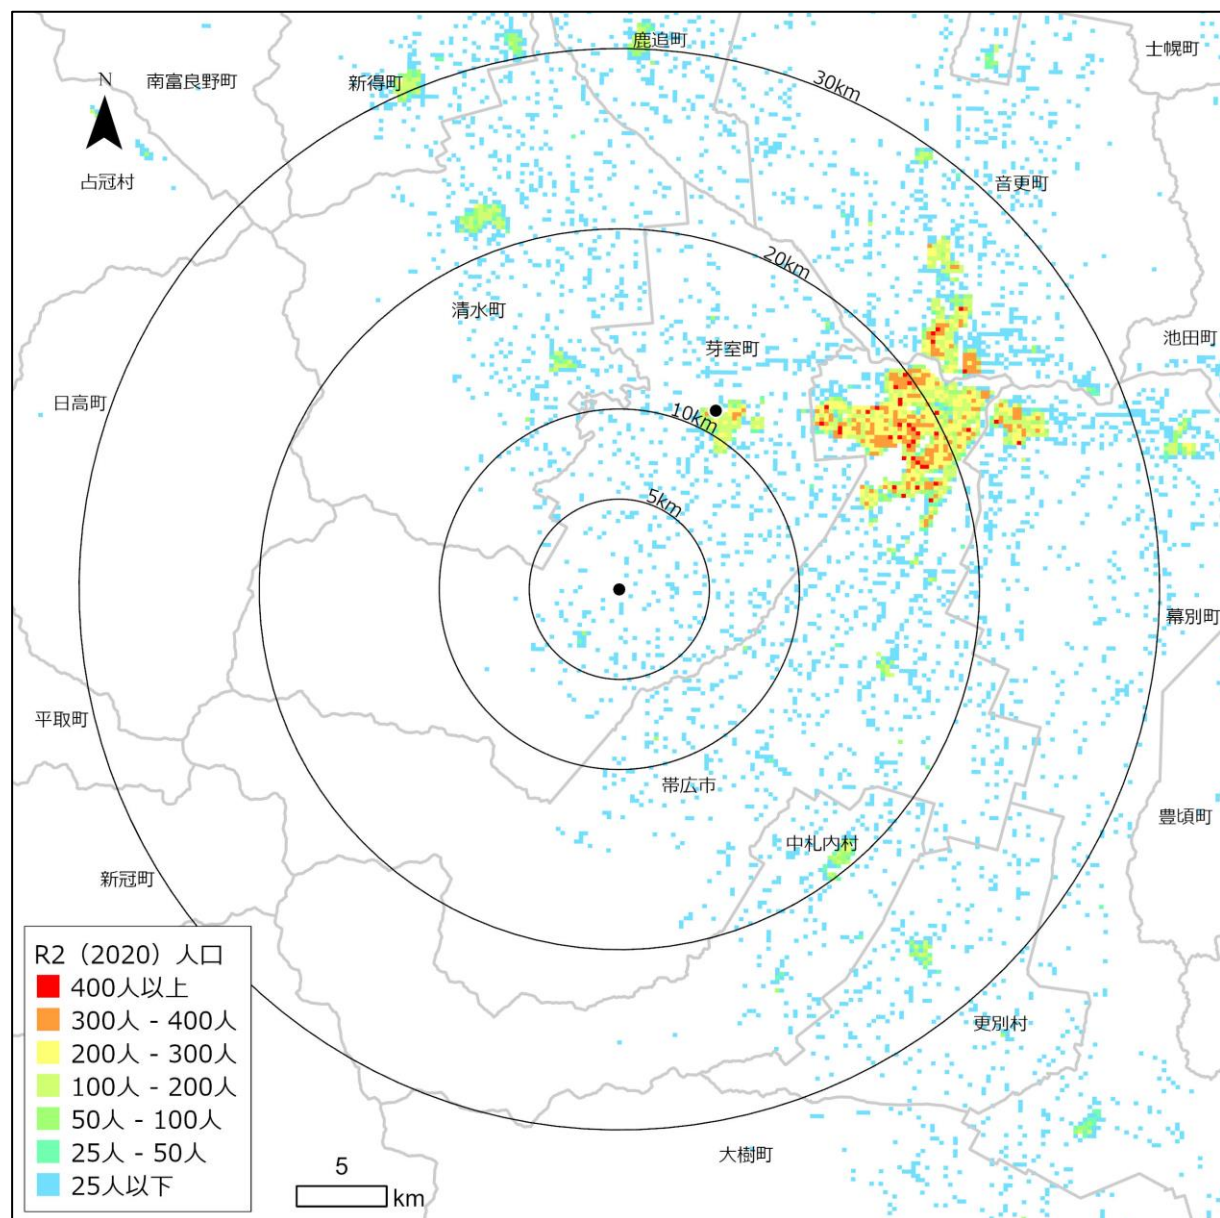 鹿追町
士幌町
N
南富良野町
新得町
30km
占冠村
音更町
20km
清水町
池田町
芽室町
日高町
10km
5km
幕別町
平取町
帯広市
豊頃町
中札内村
新冠町
R2（2020）人口
400人以上
300人 - 400人
200人 - 300人
100人 - 200人
50人 - 100人
25人 - 50人
25人以下
更別村
大樹町
5
km